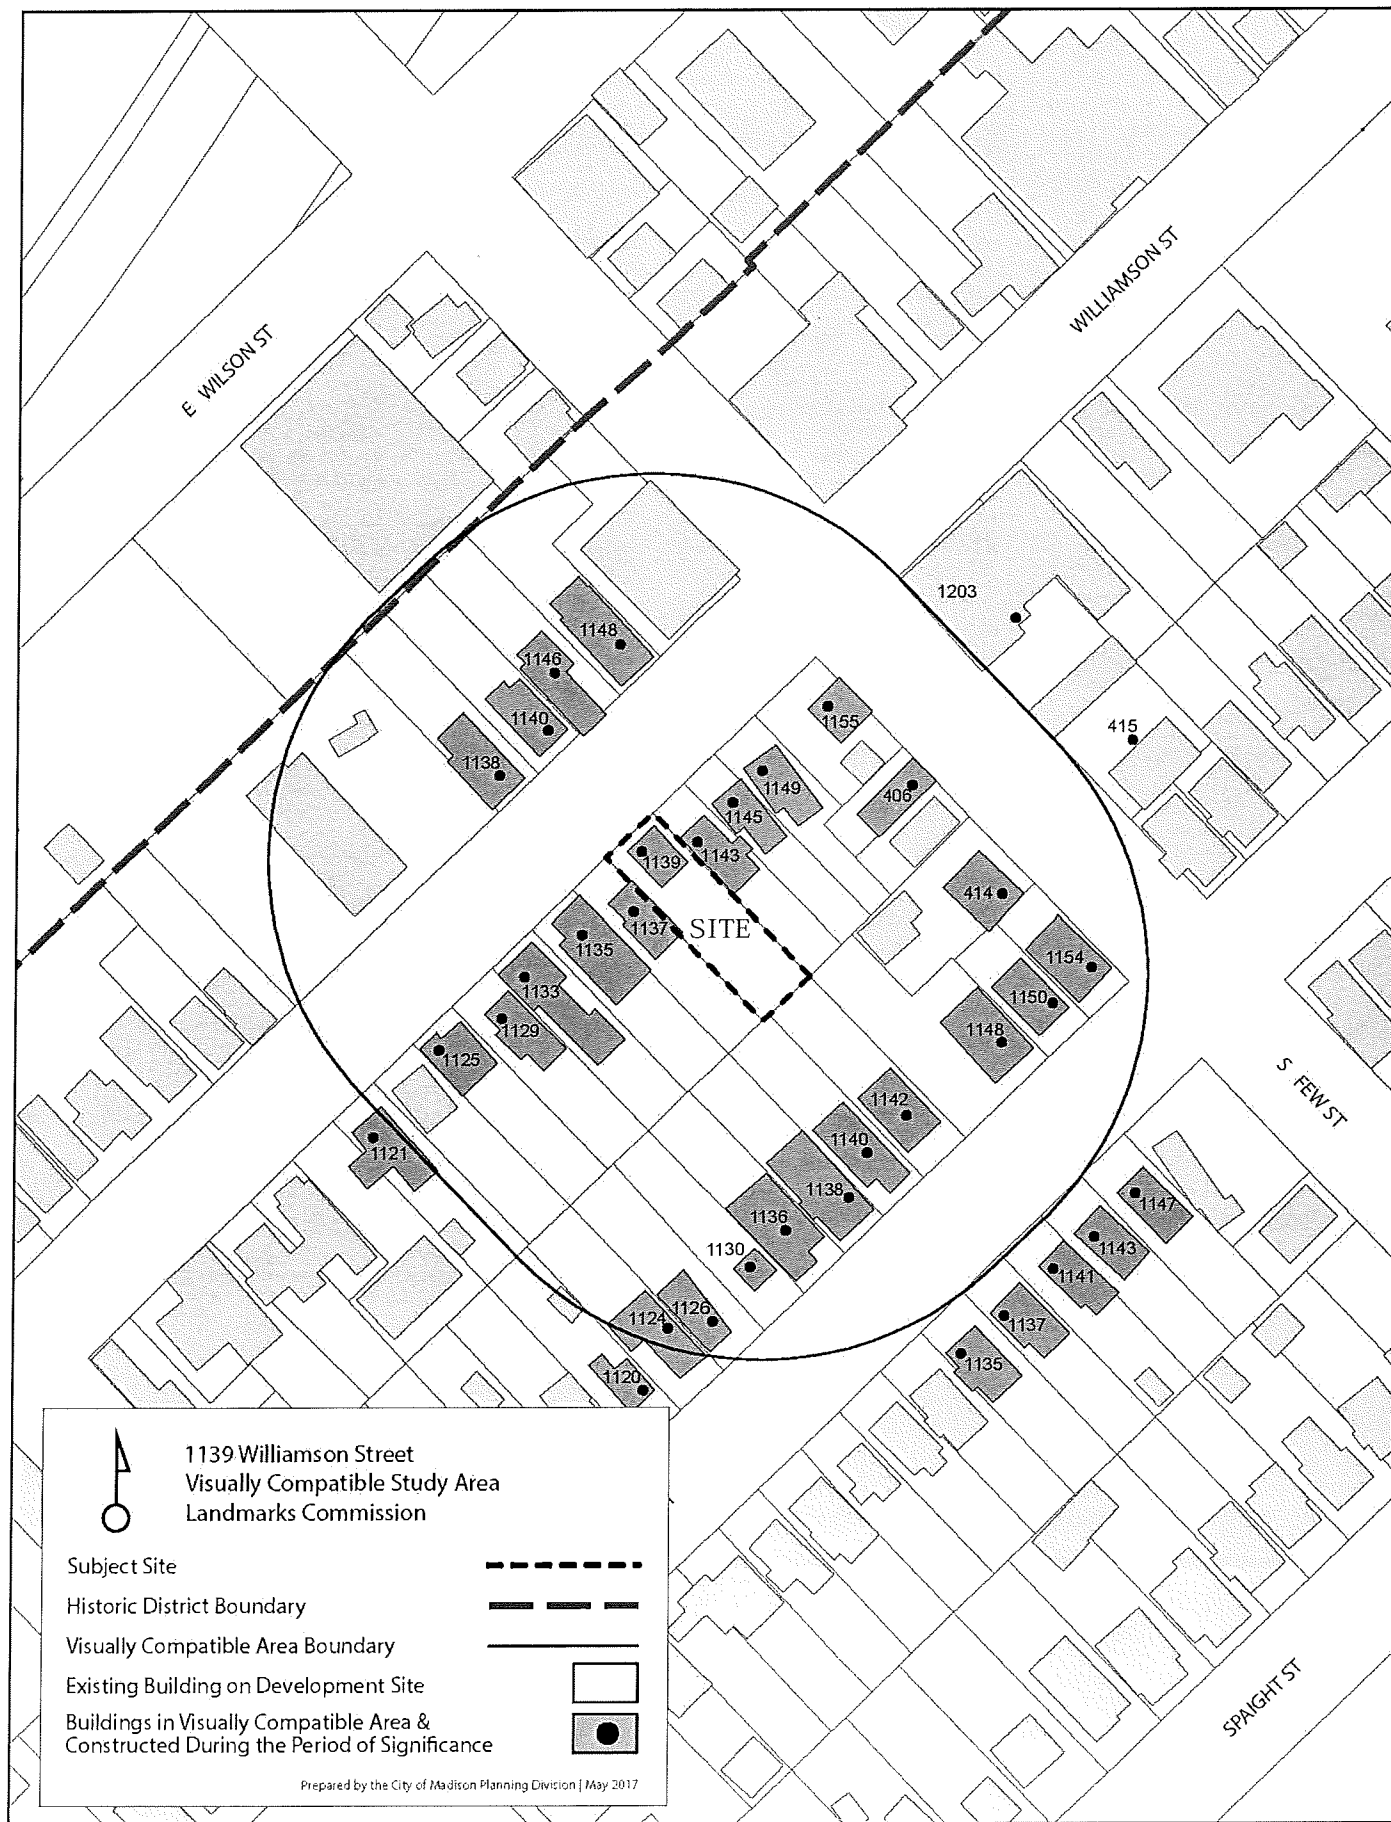 WILLIAMSON ST
E WILSON ST
1203
1148
1146
1155
1140
415
1138
1149
406
1145
1143
1139
414
1137
SITE
1135
1154
1133
1150
1129
1148
1125
S FEW ST
1142
1140
1121
1138
1147
1136
1143
1130
1141
1126
1124
1137
1135
1120
1139 Williamson Street
Visually Compatible Study Area
Landmarks Commission
Subject Site
Historic District Boundary
Visually Compatible Area Boundary
Existing Building on Development Site
Buildings in Visually Compatible Area &
Constructed During the Period of Significance
Prepared by the City of Madison Planning Division | May 2017
SPAIGHT ST